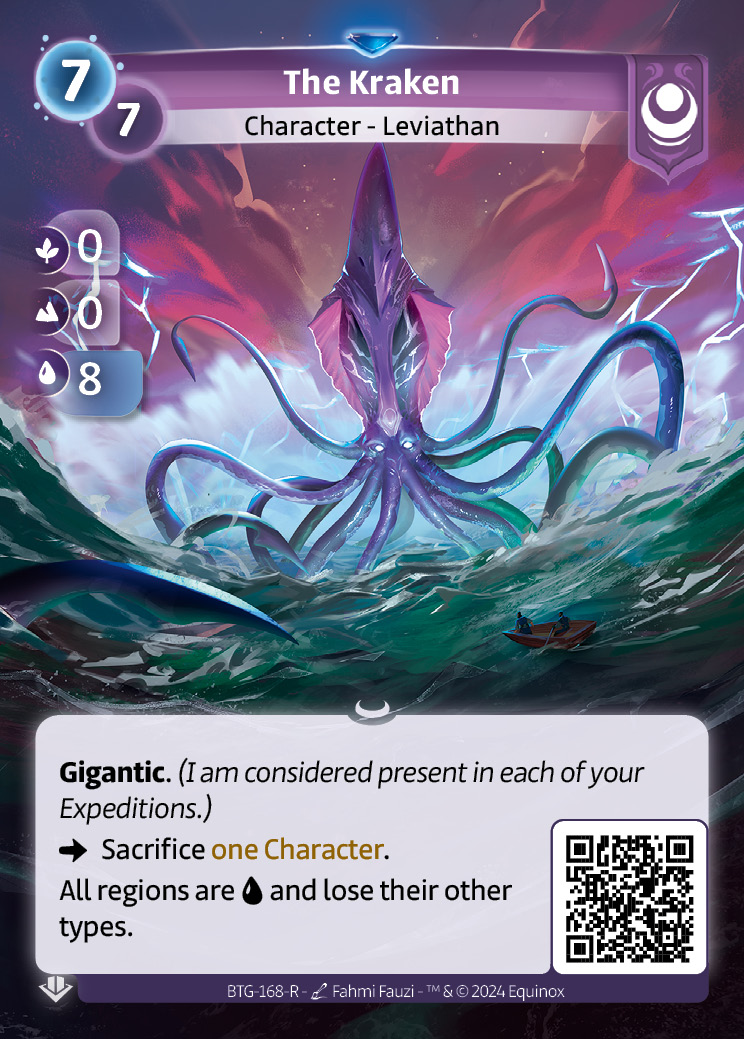 7
The Kraken
7
Character - Leviathan
0
0
8
Gigantic. (I am considered present in each of your
Expeditions.)
Sacrifice one Character.
All regions are and lose their other
types.
BTG-168-R - Fahmi Fauzi - ™ & © 2024 Equinox